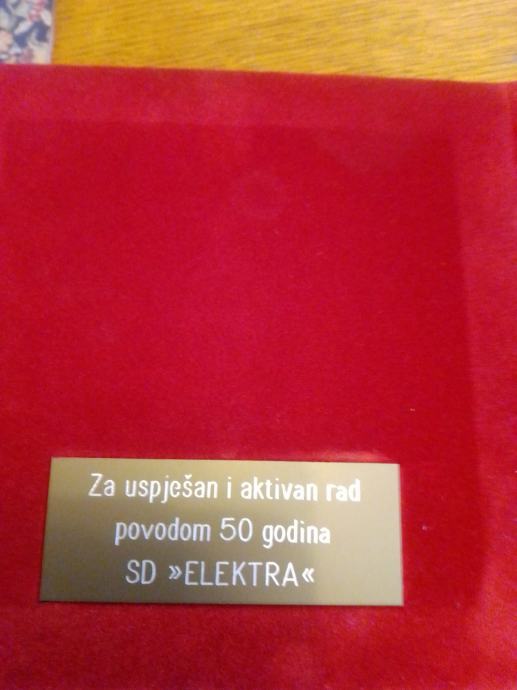 Za uspješan i aktivan rad
povodom 50 godina
SD »ELEKTRA«